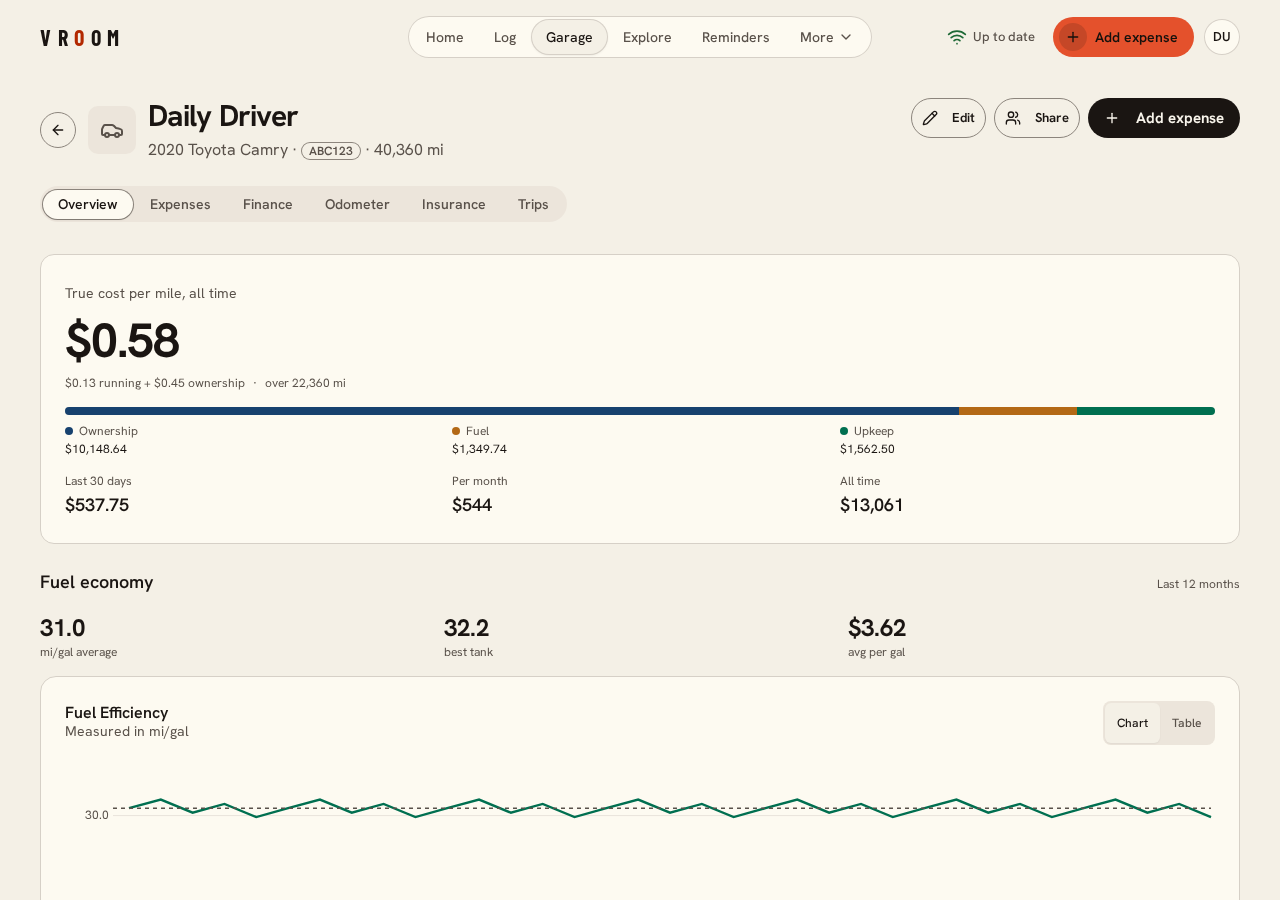 VROOM
Home Log Garage Explore Reminders More
Up to date
Add expense
DU
Daily Driver
2020 Toyota Camry · ABC123 · 40,360 mi
Edit
Share
Add expense
Overview Expenses Finance Odometer Insurance Trips
True cost per mile, all time
$0.58
$0.13 running + $0.45 ownership · over 22,360 mi
Ownership Fuel Upkeep
$10,148.64 $1,349.74 $1,562.50
Last 30 days Per month All time
$537.75 $544 $13,061
Fuel economy Last 12 months
31.0 32.2 $3.62
mi/gal average best tank avg per gal
Fuel Efficiency
Measured in mi/gal
Chart Table
30.0